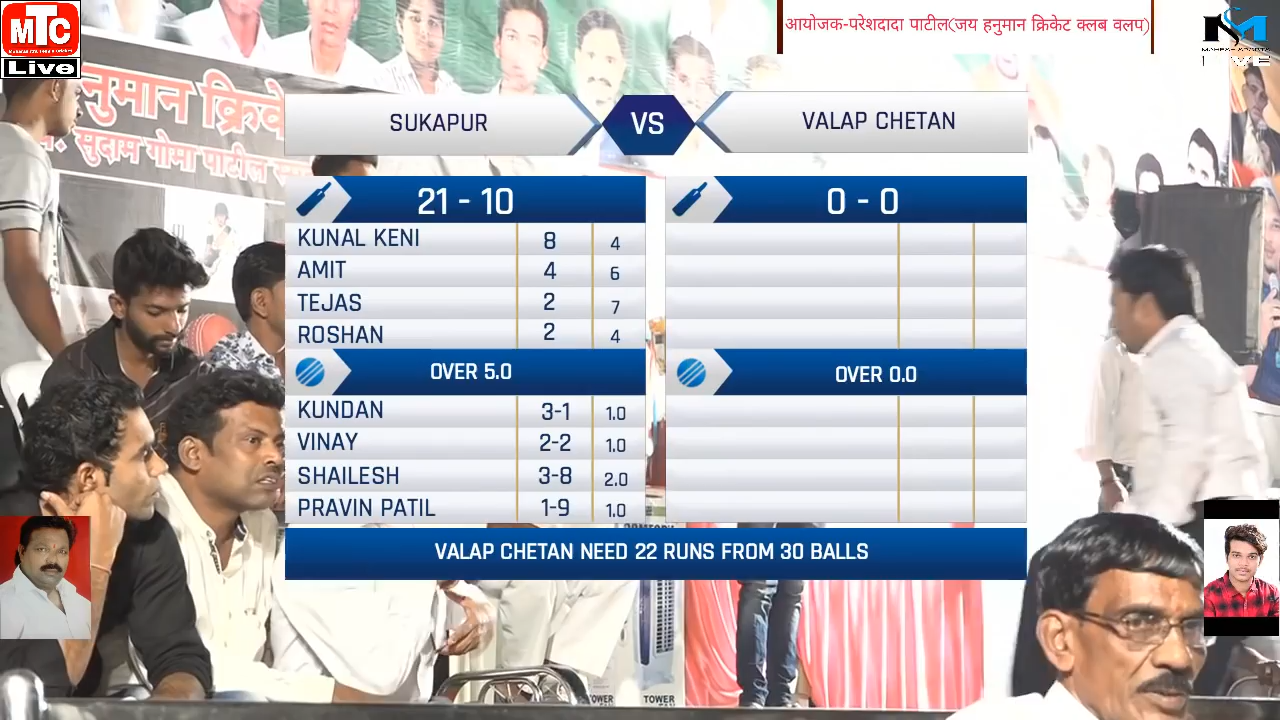 MTC
Live
आयोजक-परेशदादा पाटील(जय हनुमान क्रिकेट क्लब वलप)
LIVE
नुमान क्रिके
सुदाम गोमा पाटील
SUKAPUR VS VALAP CHETAN
21 - 10 0 - 0
KUNAL KENI 8 4
AMIT 4 6
TEJAS 2 7
ROSHAN 2 4
OVER 5.0 OVER 0.0
KUNDAN 3-1 1.0
VINAY 2-2 1.0
SHAILESH 3-8 2.0
PRAVIN PATIL 1-9 1.0
VALAP CHETAN NEED 22 RUNS FROM 30 BALLS
TOWER TOWER